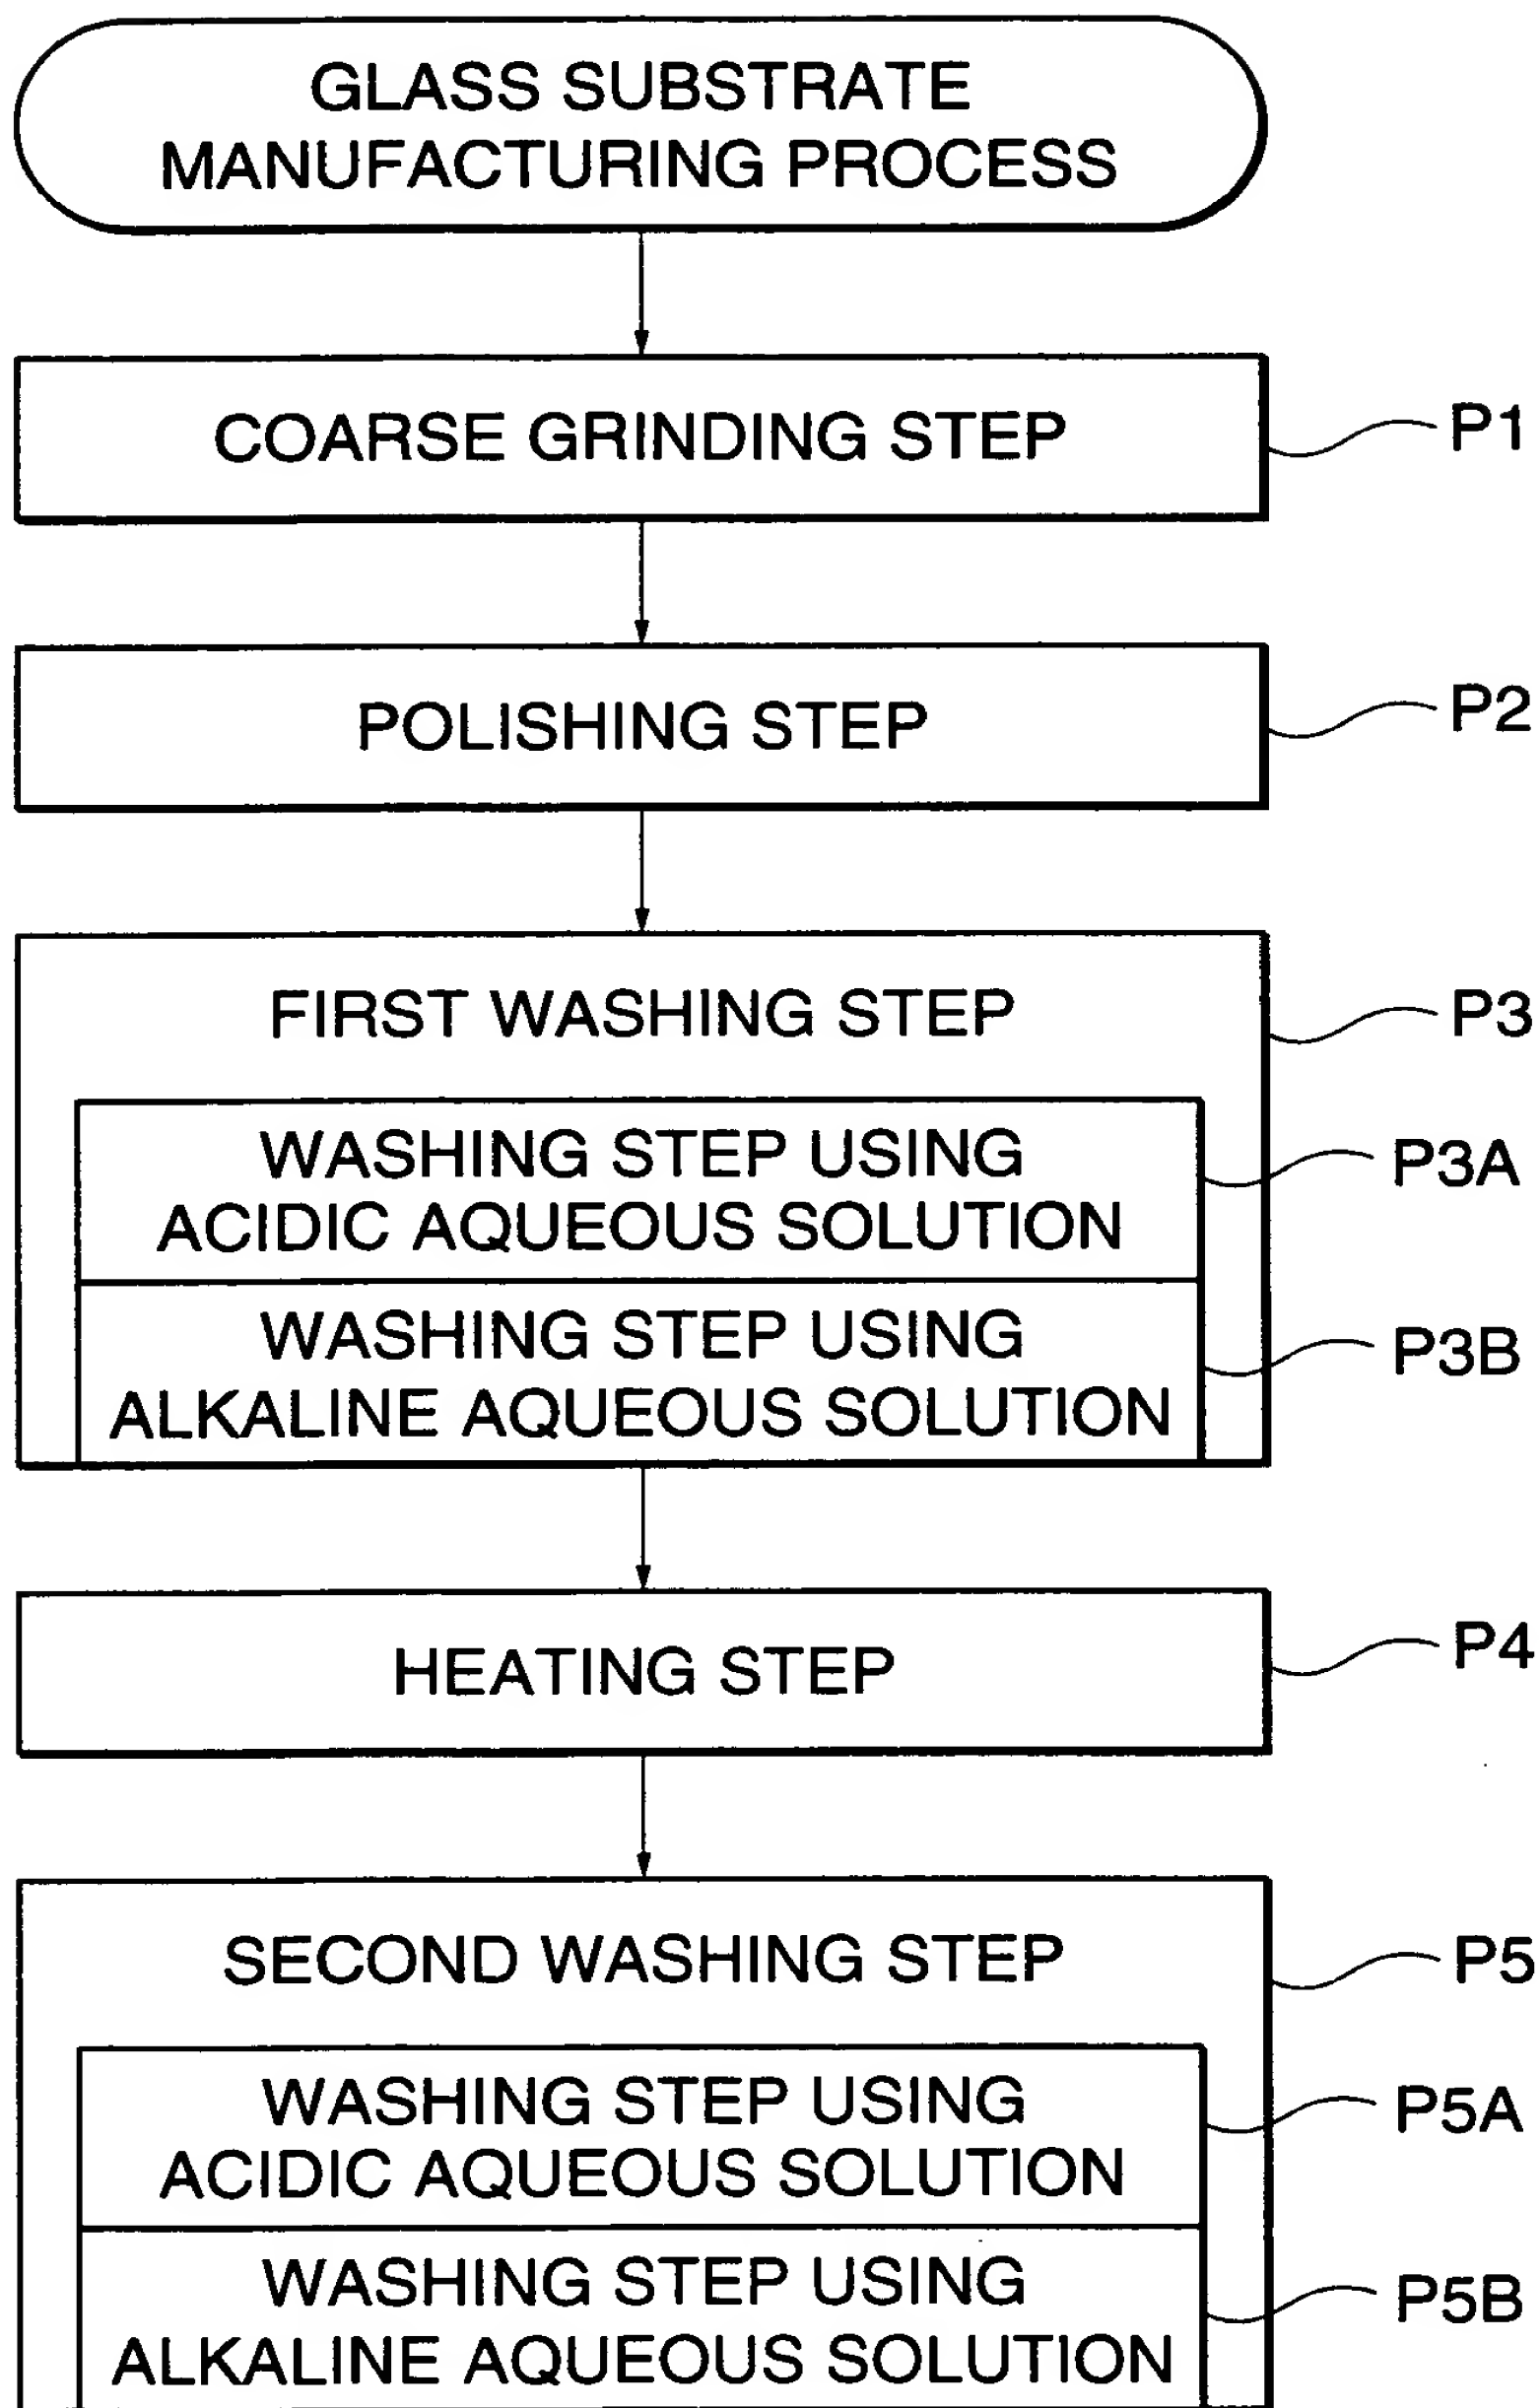 GLASS SUBSTRATE
MANUFACTURING PROCESS
COARSE GRINDING STEP
P1
POLISHING STEP
P2
FIRST WASHING STEP
P3
WASHING STEP USING
ACIDIC AQUEOUS SOLUTION
P3A
WASHING STEP USING
ALKALINE AQUEOUS SOLUTION
P3B
HEATING STEP
P4
SECOND WASHING STEP
P5
WASHING STEP USING
ACIDIC AQUEOUS SOLUTION
P5A
WASHING STEP USING
ALKALINE AQUEOUS SOLUTION
P5B